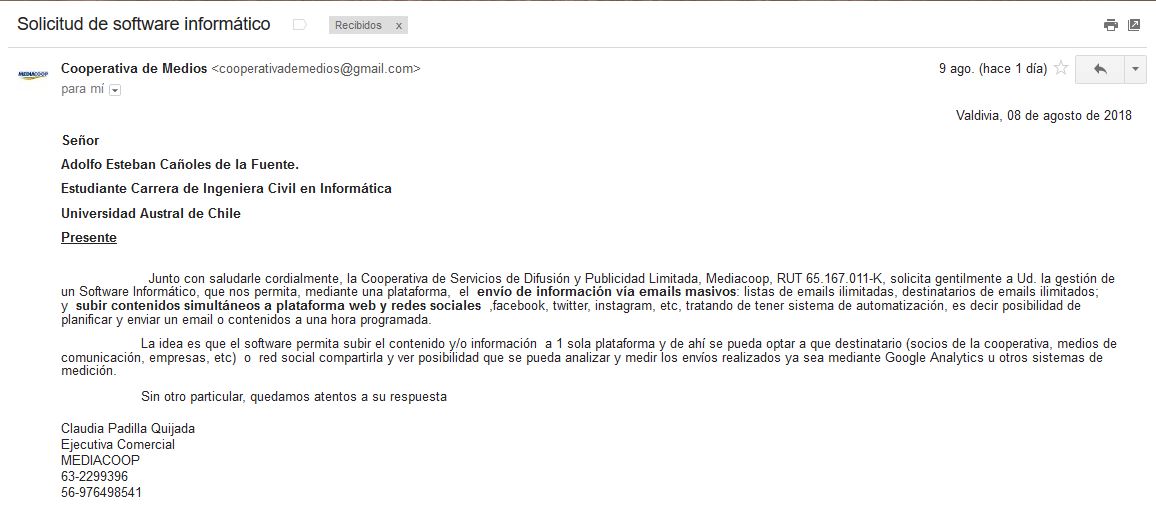 Solicitud de software informático
Recibidos x
MEDIACOOP
Cooperativa de Medios <cooperativademedios@gmail.com>
9 ago. (hace 1 día)
para mí
Valdivia, 08 de agosto de 2018
Señor
Adolfo Esteban Cañoles de la Fuente.
Estudiante Carrera de Ingeniera Civil en Informática
Universidad Austral de Chile
Presente
Junto con saludarle cordialmente, la Cooperativa de Servicios de Difusión y Publicidad Limitada, Mediacoop, RUT 65.167.011-K, solicita gentilmente a Ud. la gestión de
un Software Informático, que nos permita, mediante una plataforma, el envío de información vía emails masivos: listas de emails ilimitadas, destinatarios de emails ilimitados;
y subir contenidos simultáneos a plataforma web y redes sociales ,facebook, twitter, instagram, etc, tratando de tener sistema de automatización, es decir posibilidad de
planificar y enviar un email o contenidos a una hora programada.
La idea es que el software permita subir el contenido y/o información a 1 sola plataforma y de ahí se pueda optar a que destinatario (socios de la cooperativa, medios de
comunicación, empresas, etc) o red social compartirla y ver posibilidad que se pueda analizar y medir los envíos realizados ya sea mediante Google Analytics u otros sistemas de
medición.
Sin otro particular, quedamos atentos a su respuesta
Claudia Padilla Quijada
Ejecutiva Comercial
MEDIACOOP
63-2299396
56-976498541